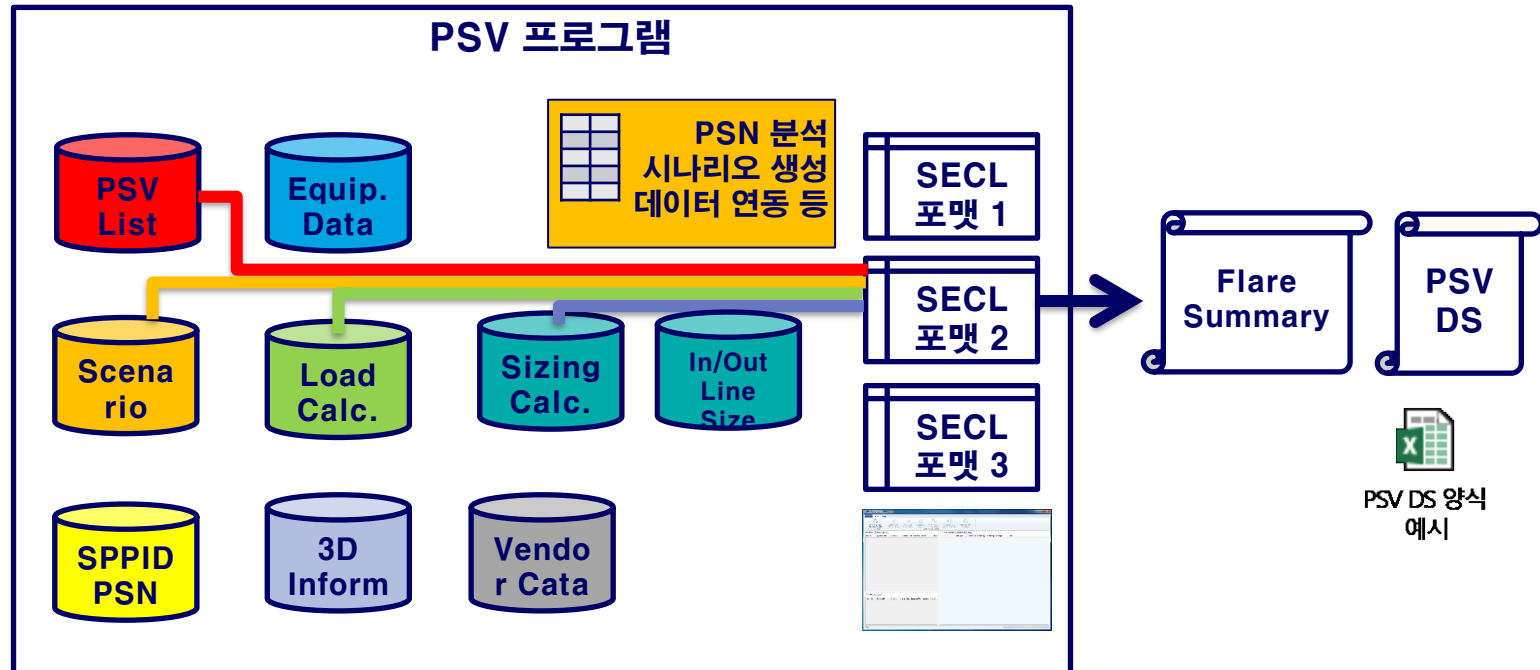 PSV 프로그램
PSN 분석
시나리오 생성
데이터 연동 등
PSV
List
Equip.
Data
SECL
포맷 1
SECL
포맷 2
SECL
포맷 3
Flare
Summary
PSV
DS
Scena
rio
Load
Calc.
Sizing
Calc.
In/Out
Line
Size
SPPID
PSN
3D
Inform
Vendo
r Cata
PSV DS 양식
예시